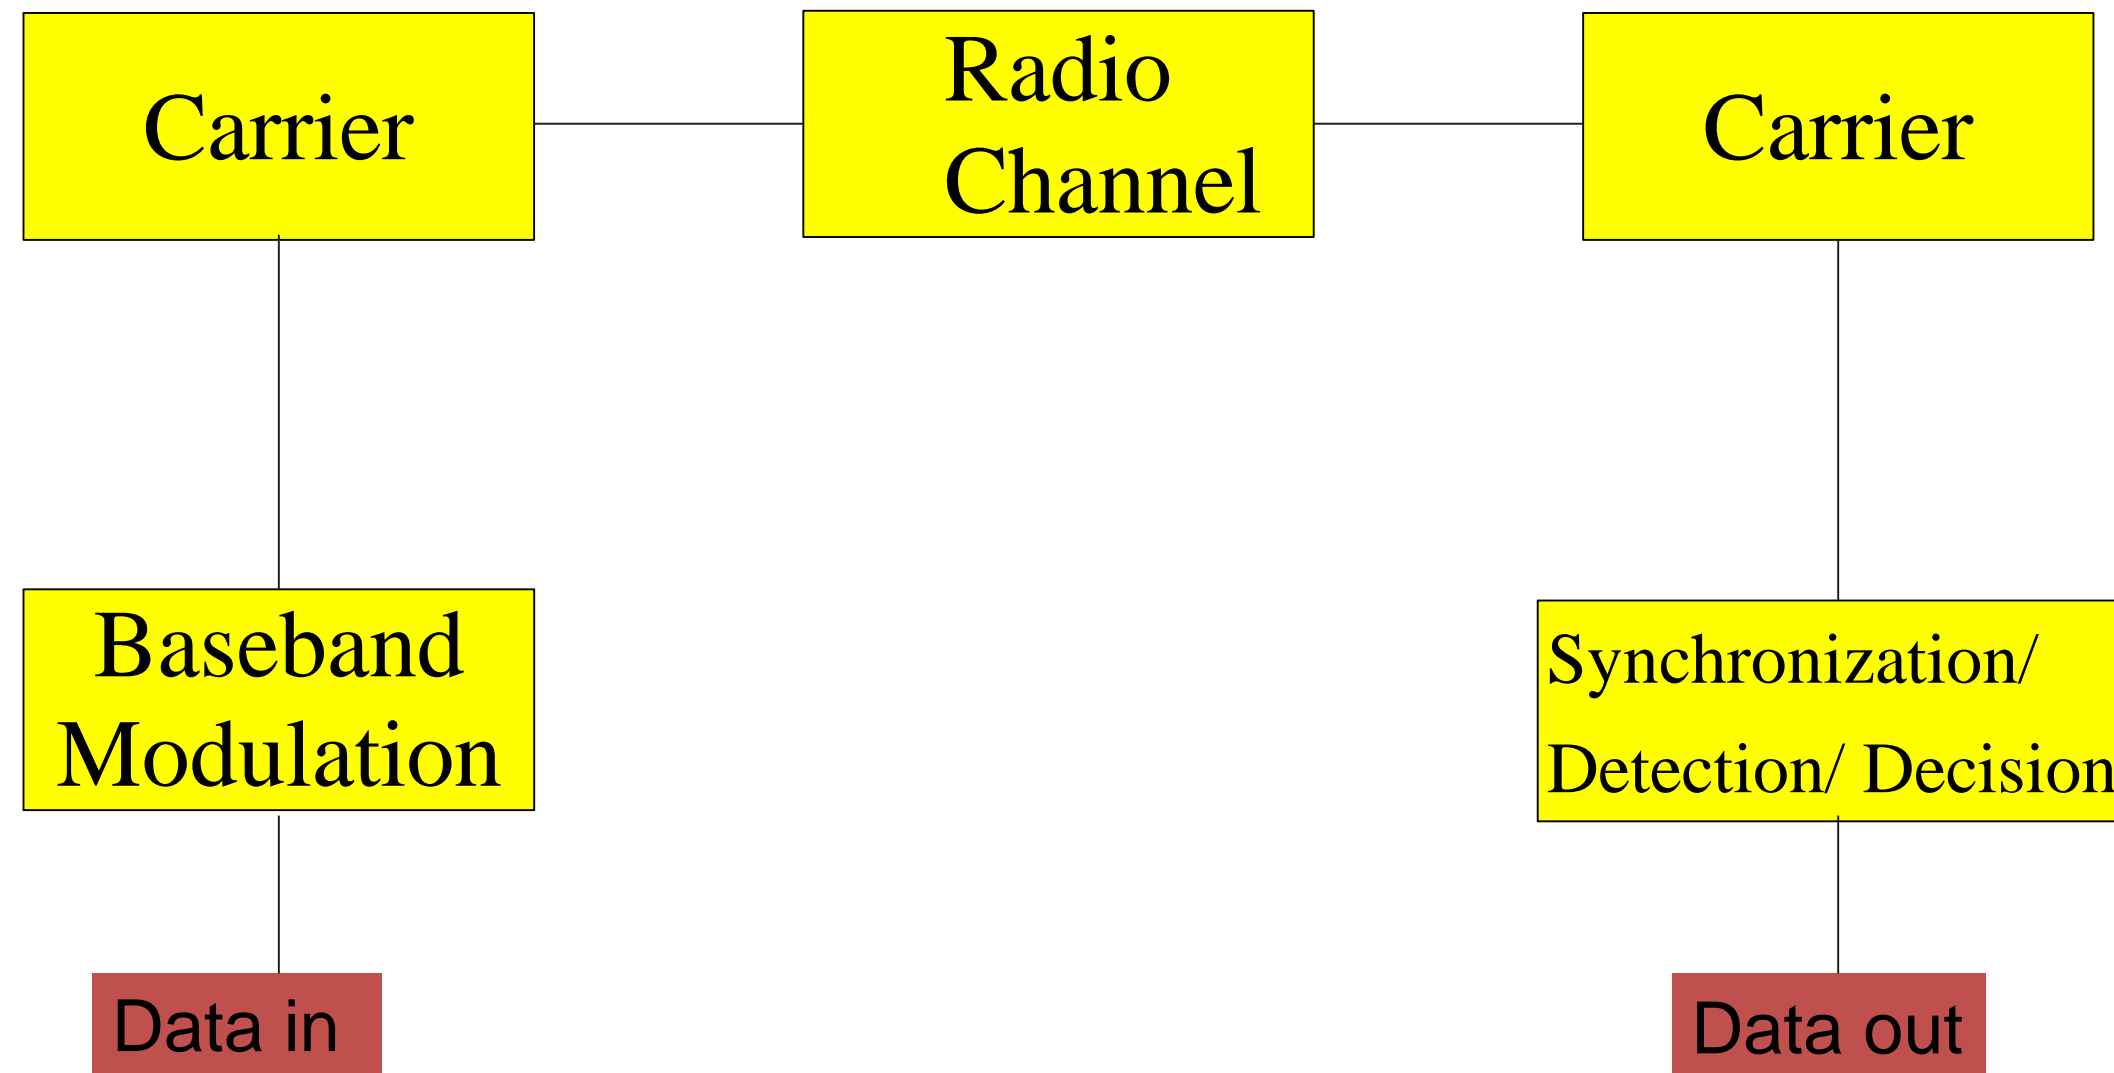 Carrier
Radio
Channel
Carrier
Baseband
Modulation
Synchronization/
Detection/ Decision
Data in
Data out